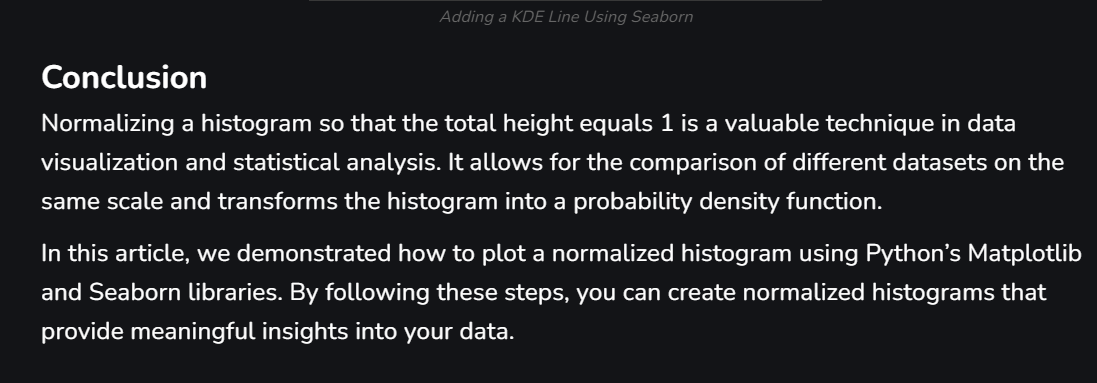 Adding a KDE Line Using Seaborn
Conclusion
Normalizing a histogram so that the total height equals 1 is a valuable technique in data
visualization and statistical analysis. It allows for the comparison of different datasets on the
same scale and transforms the histogram into a probability density function.
In this article, we demonstrated how to plot a normalized histogram using Python’s Matplotlib
and Seaborn libraries. By following these steps, you can create normalized histograms that
provide meaningful insights into your data.